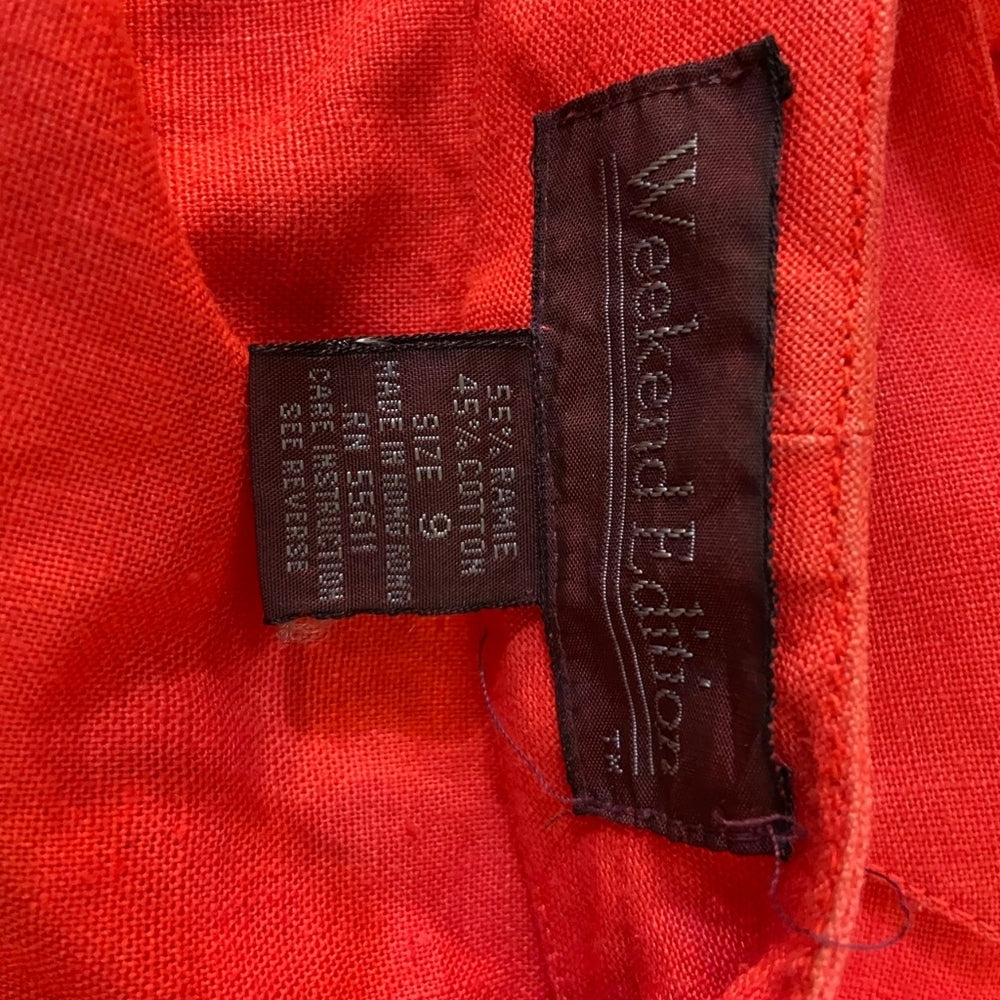 Weekend Edition
TM
55% RAMIE
45% COTTON
SIZE 9
MADE IN HONG KONG
RN 55611
CARE INSTRUCTION
SEE REVERSE